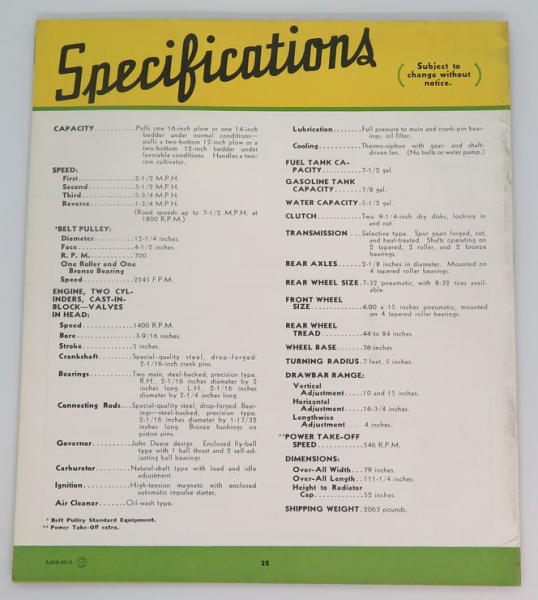 Specifications
(Subject to
change without
notice.)
CAPACITY...........Pulls one 16-inch plow or one 14-inch
bedder under normal conditions—
pulls a two-bottom 12-inch plow or a
two-bottom 12-inch bedder under
favorable conditions. Handles a two-
row cultivator.
SPEED:
First...............2-1/2 M.P.H.
Second............3-1/2 M.P.H.
Third..............5-3/4 M.P.H.
Reverse............1-3/4 M.P.H.
(Road speeds up to 7-1/2 M.P.H. at
1800 R.P.M.)
*BELT PULLEY:
Diameter...........12-1/4 inches.
Face...............4-1/2 inches.
R. P. M............700.
One Roller and One
Bronze Bearing
Speed..............2245 F.P.M.
ENGINE, TWO CYL-
INDERS, CAST-IN-
BLOCK—VALVES
IN HEAD:
Speed..............1400 R.P.M.
Bore...............3-9/16 inches.
Stroke.............5 inches.
Crankshaft.........Special-quality steel, drop-forged.
2-1/16-inch crank pins.
Bearings...........Two main, steel-backed, precision type.
R.H., 2-1/16 inches diameter by 2
inches long. L.H., 2-1/16 inches
diameter by 2-1/4 inches long.
Connecting Rods...Special-quality steel, drop-forged. Bear-
ings—steel-backed, precision type,
2-1/16 inches diameter by 1-17/32
inches long. Bronze bushings on
piston pins.
Governor..........John Deere design. Enclosed fly-ball
type with 1 ball thrust and 2 self-ad-
justing ball bearings.
Carburetor........Natural-draft type with load and idle
adjustment.
Ignition...........High-tension magneto with enclosed
automatic impulse starter.
Air Cleaner.......Oil-wash type.
* Belt Pulley Standard Equipment.
** Power Take-Off extra.
Lubrication........Full pressure to main and crank-pin bear-
ings; oil filter.
Cooling............Thermo-siphon with gear- and shaft-
driven fan. (No belts or water pump.)
FUEL TANK CA-
PACITY.........7-1/2 gal.
GASOLINE TANK
CAPACITY.......7/8 gal.
WATER CAPACITY.5-1/2 gal.
CLUTCH............Two 9-1/4-inch dry disks, locking in
and out.
TRANSMISSION....Selective type. Spur gears forged, cut,
and heat-treated. Shafts operating on
2 tapered, 2 roller, and 2 bronze
bearings.
REAR AXLES.......2-1/8 inches in diameter. Mounted on
4 tapered roller bearings.
REAR WHEEL SIZE.7-32 pneumatic, with 8-32 tires avail-
able.
FRONT WHEEL
SIZE...............4.00 x 15 inches pneumatic, mounted
on 4 tapered roller bearings.
REAR WHEEL
TREAD............44 to 84 inches.
WHEEL BASE.......76 inches.
TURNING RADIUS.7 feet, 5 inches.
DRAWBAR RANGE:
Vertical
Adjustment.....10 and 15 inches.
Horizontal
Adjustment.....16-3/4 inches.
Lengthwise
Adjustment.....4 inches.
**POWER TAKE-OFF
SPEED.............546 R.P.M.
DIMENSIONS:
Over-All Width...79 inches.
Over-All Length..111-1/4 inches.
Height to Radiator
Cap..............52 inches.
SHIPPING WEIGHT.2063 pounds.
32